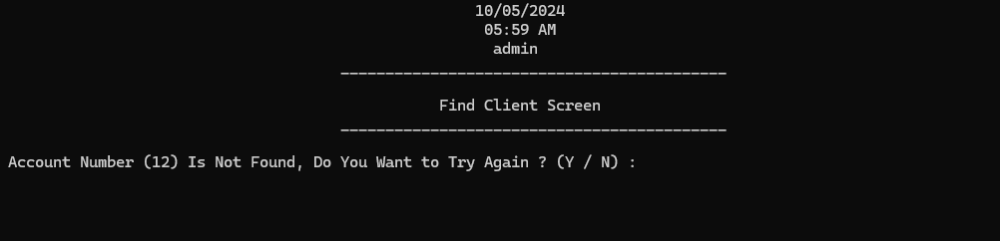 10/05/2024
05:59 AM
admin
-------------------------------------------
Find Client Screen
-------------------------------------------
Account Number (12) Is Not Found, Do You Want to Try Again ? (Y / N) :